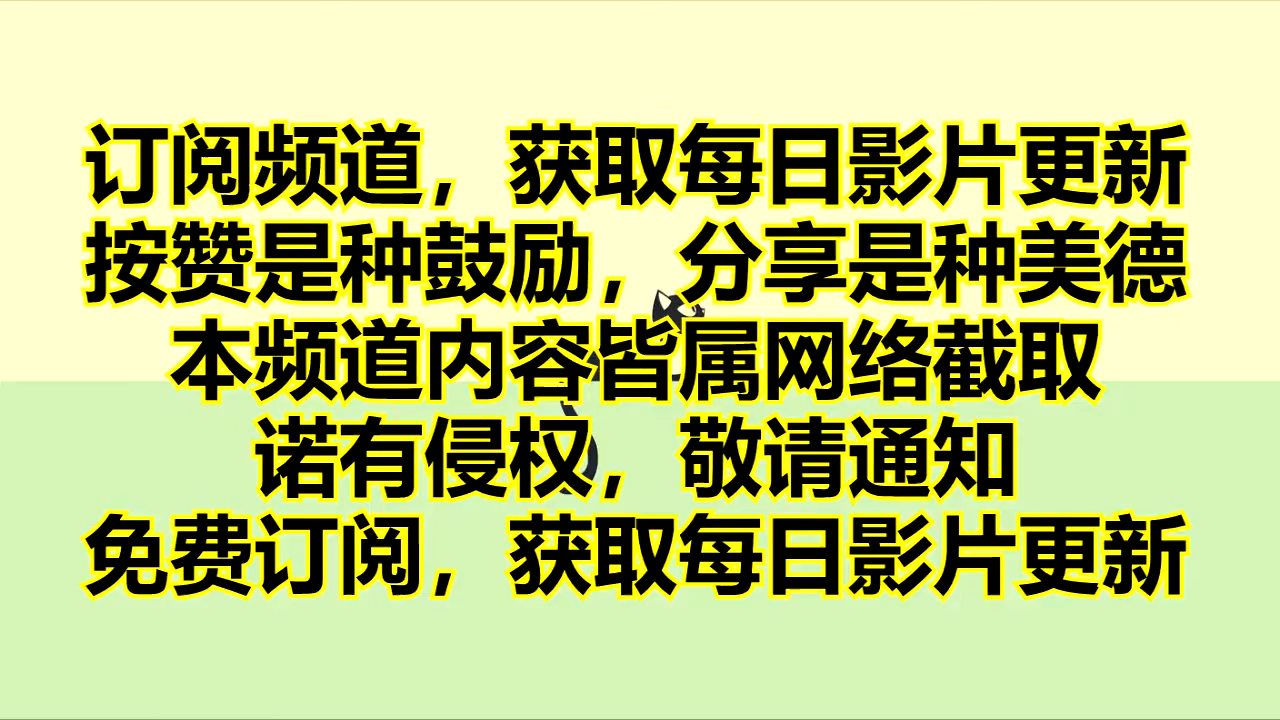 订阅频道，获取每日影片更新
按赞是种鼓励，分享是种美德
本频道内容皆属网络截取
诺有侵权，敬请通知
免费订阅，获取每日影片更新